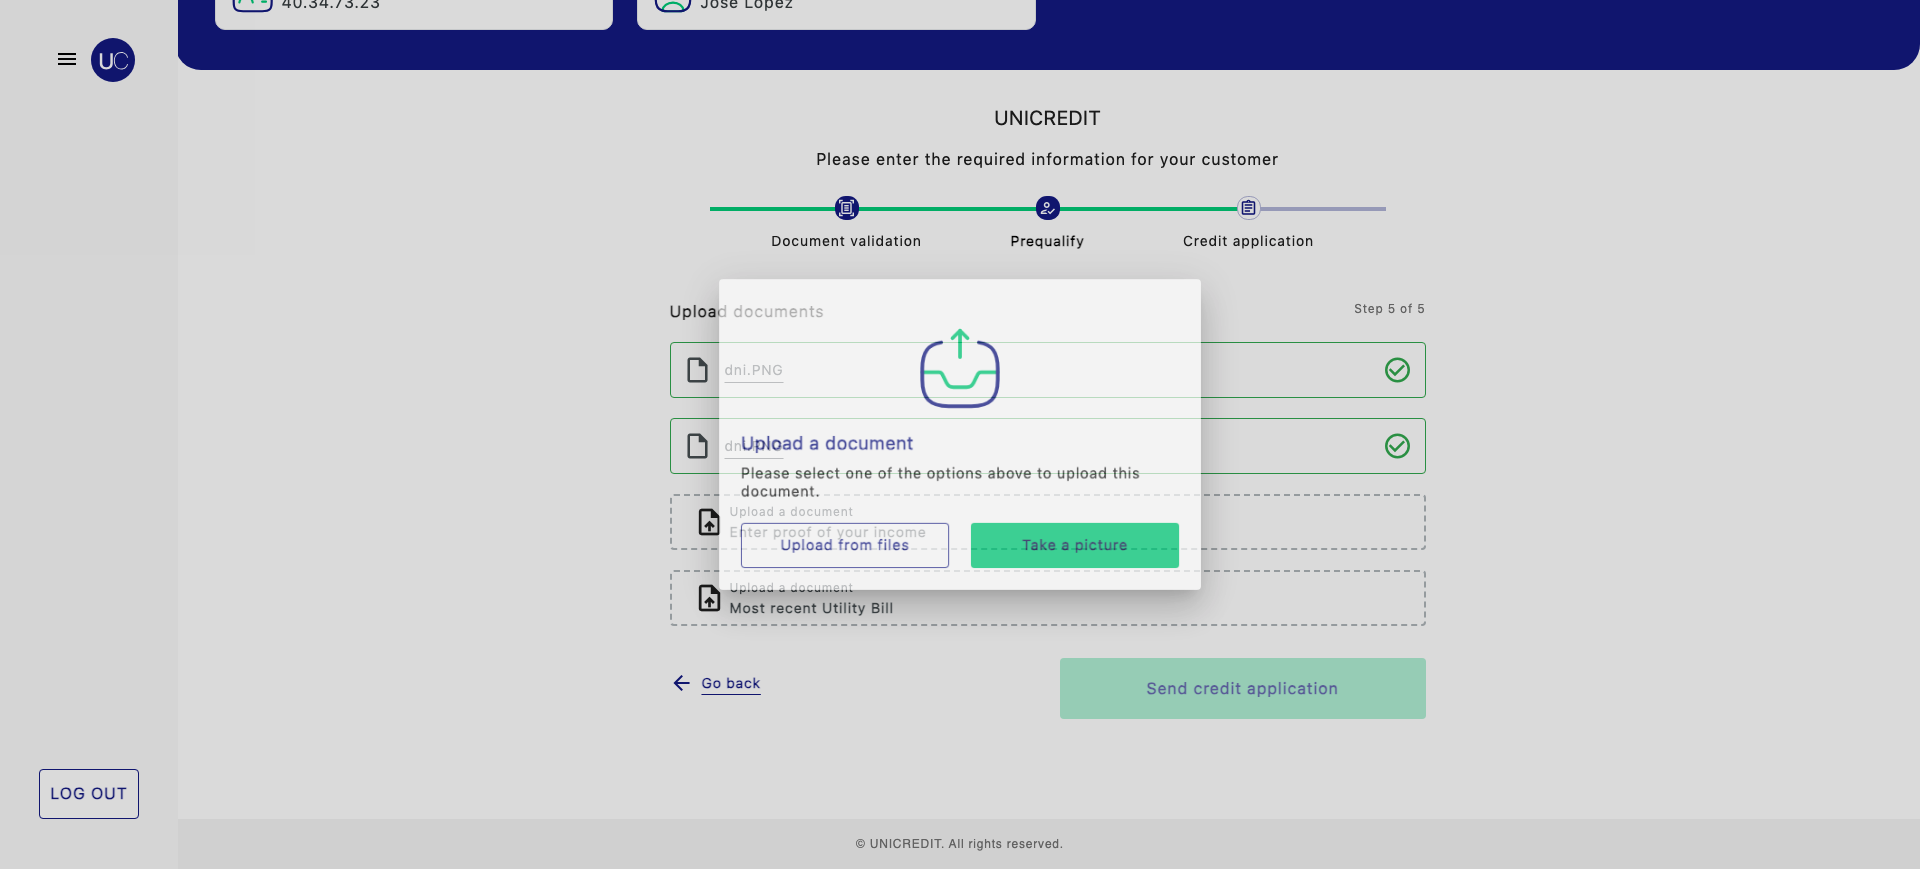 40.34.73.23
Jose Lopez
UC
UNICREDIT
Please enter the required information for your customer
Document validation
Prequalify
Credit application
Upload documents
Step 5 of 5
dni.PNG
dni.PNG
Upload a document
Please select one of the options above to upload this
document.
Upload a document
Enter proof of your income
Upload from files
Take a picture
Upload a document
Most recent Utility Bill
Go back
Send credit application
LOG OUT
© UNICREDIT. All rights reserved.